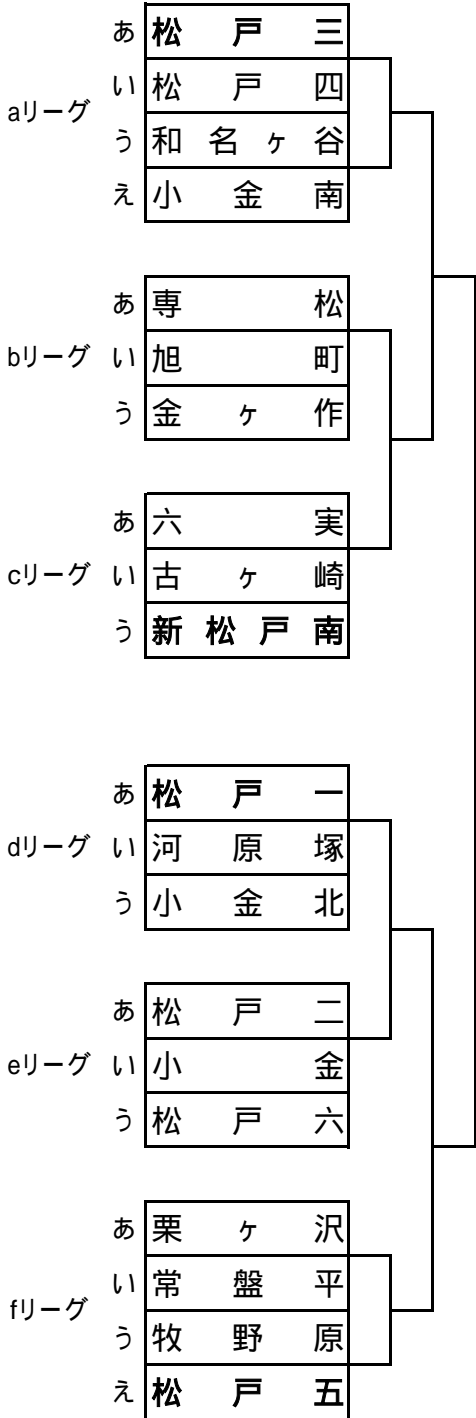 あ 松戸三
い 松戸四
aリーグ
う 和名ヶ谷
え 小金南
あ 専松
bリーグ い 旭町
う 金ヶ作
あ 六実
cリーグ い 古ヶ崎
う 新松戸南
あ 松戸一
dリーグ い 河原塚
う 小金北
あ 松戸二
eリーグ い 小金
う 松戸六
あ 栗ヶ沢
い 常盤平
fリーグ
う 牧野原
え 松戸五